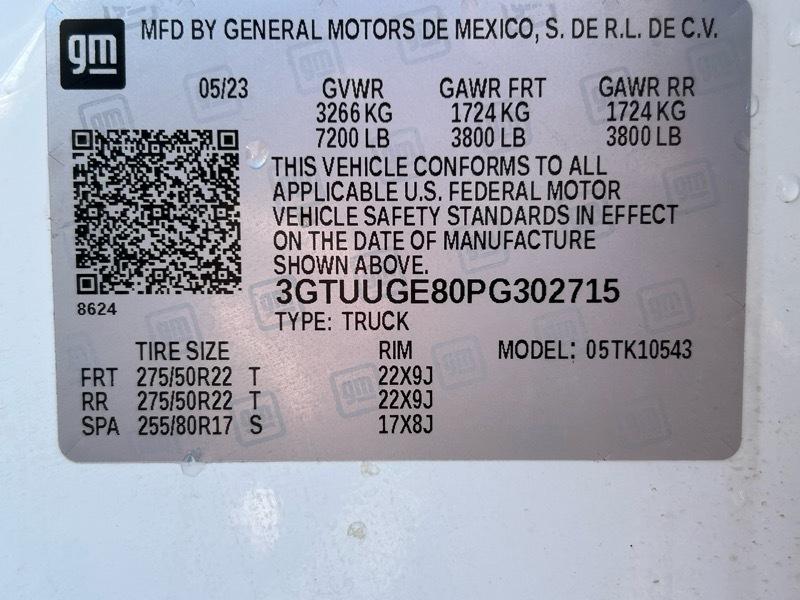 gm
MFD BY GENERAL MOTORS DE MEXICO, S. DE R.L. DE C.V.
05/23 GVWR GAWR FRT GAWR RR
3266 KG 1724 KG 1724 KG
7200 LB 3800 LB 3800 LB
THIS VEHICLE CONFORMS TO ALL
APPLICABLE U.S. FEDERAL MOTOR
VEHICLE SAFETY STANDARDS IN EFFECT
ON THE DATE OF MANUFACTURE
SHOWN ABOVE.
3GTUUGE80PG302715
8624
TYPE: TRUCK
TIRE SIZE RIM MODEL: 05TK10543
FRT 275/50R22 T 22X9J
RR 275/50R22 T 22X9J
SPA 255/80R17 S 17X8J